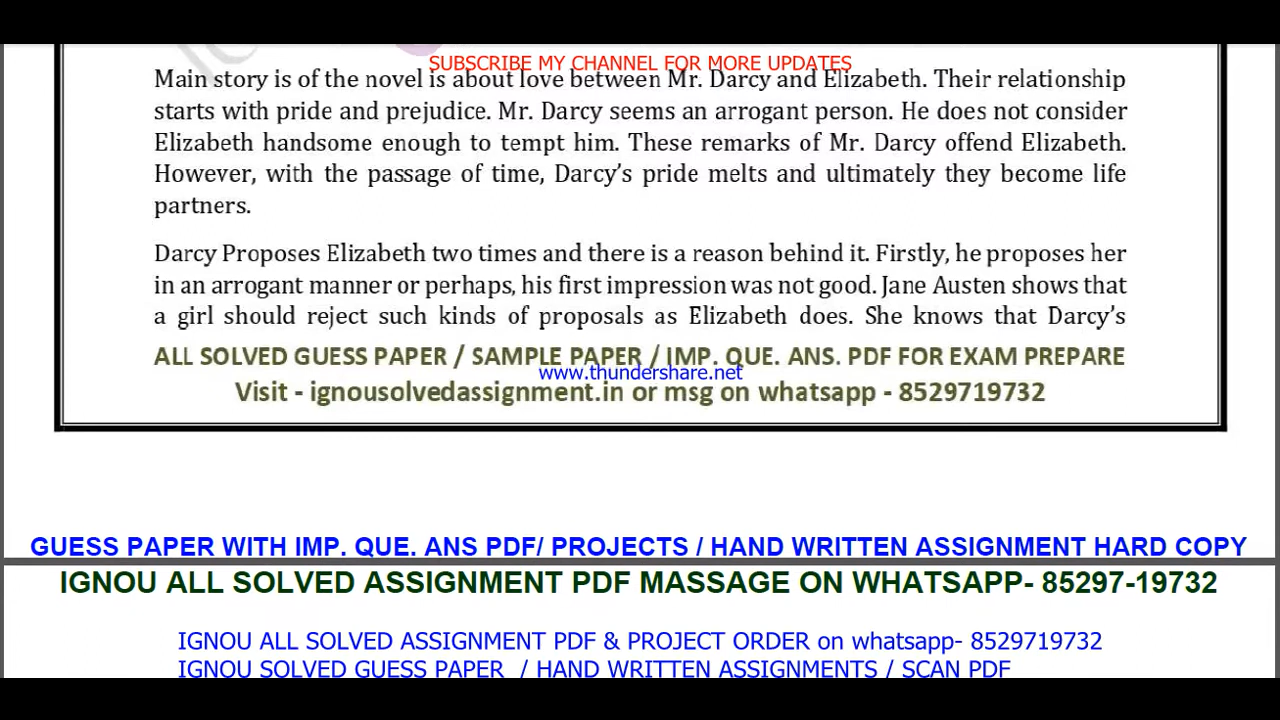 SUBSCRIBE MY CHANNEL FOR MORE UPDATES
Main story is of the novel is about love between Mr. Darcy and Elizabeth. Their relationship
starts with pride and prejudice. Mr. Darcy seems an arrogant person. He does not consider
Elizabeth handsome enough to tempt him. These remarks of Mr. Darcy offend Elizabeth.
However, with the passage of time, Darcy’s pride melts and ultimately they become life
partners.
Darcy Proposes Elizabeth two times and there is a reason behind it. Firstly, he proposes her
in an arrogant manner or perhaps, his first impression was not good. Jane Austen shows that
a girl should reject such kinds of proposals as Elizabeth does. She knows that Darcy’s
ALL SOLVED GUESS PAPER / SAMPLE PAPER / IMP. QUE. ANS. PDF FOR EXAM PREPARE
www.thundershare.net
Visit - ignousolvedassignment.in or msg on whatsapp - 8529719732
GUESS PAPER WITH IMP. QUE. ANS PDF/ PROJECTS / HAND WRITTEN ASSIGNMENT HARD COPY
IGNOU ALL SOLVED ASSIGNMENT PDF MASSAGE ON WHATSAPP- 85297-19732
IGNOU ALL SOLVED ASSIGNMENT PDF & PROJECT ORDER on whatsapp- 8529719732
IGNOU SOLVED GUESS PAPER / HAND WRITTEN ASSIGNMENTS / SCAN PDF